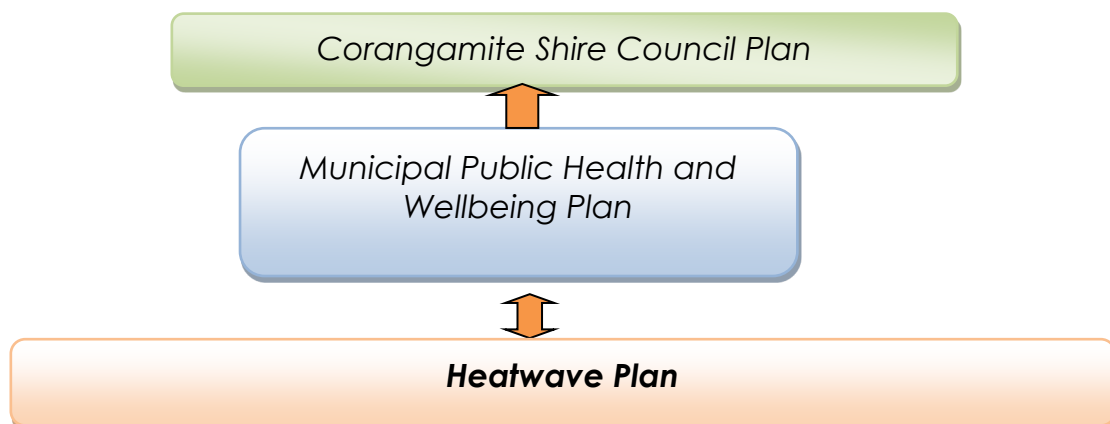 Corangamite Shire Council Plan
Municipal Public Health and
Wellbeing Plan
Heatwave Plan